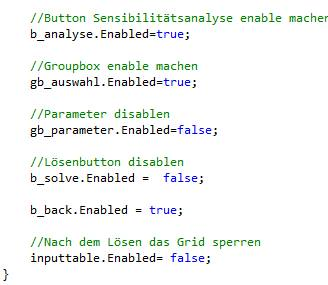 //Button Sensibilitätsanalyse enable machen
b_analyse.Enabled=true;
//Groupbox enable machen
gb_auswahl.Enabled=true;
//Parameter disablen
gb_parameter.Enabled=false;
//Lösenbutton disablen
b_solve.Enabled =  false;
b_back.Enabled = true;
//Nach dem Lösen das Grid sperren
inputtable.Enabled= false;
}